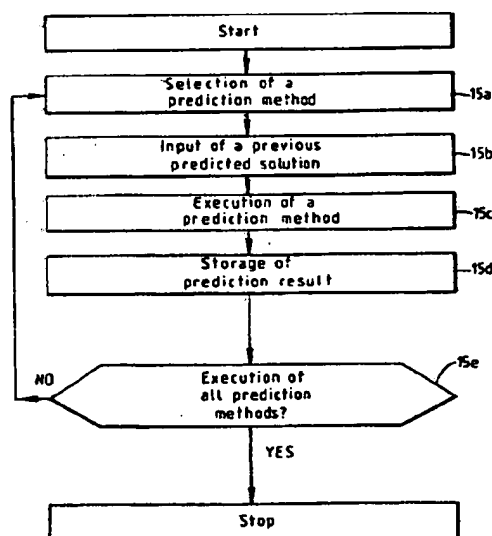 Start
Selection of a
prediction method
15a
Input of a previous
predicted solution
15b
Execution of a
prediction method
15c
Storage of
prediction result
15d
Execution of
all prediction
methods?
15e
NO
YES
Stop